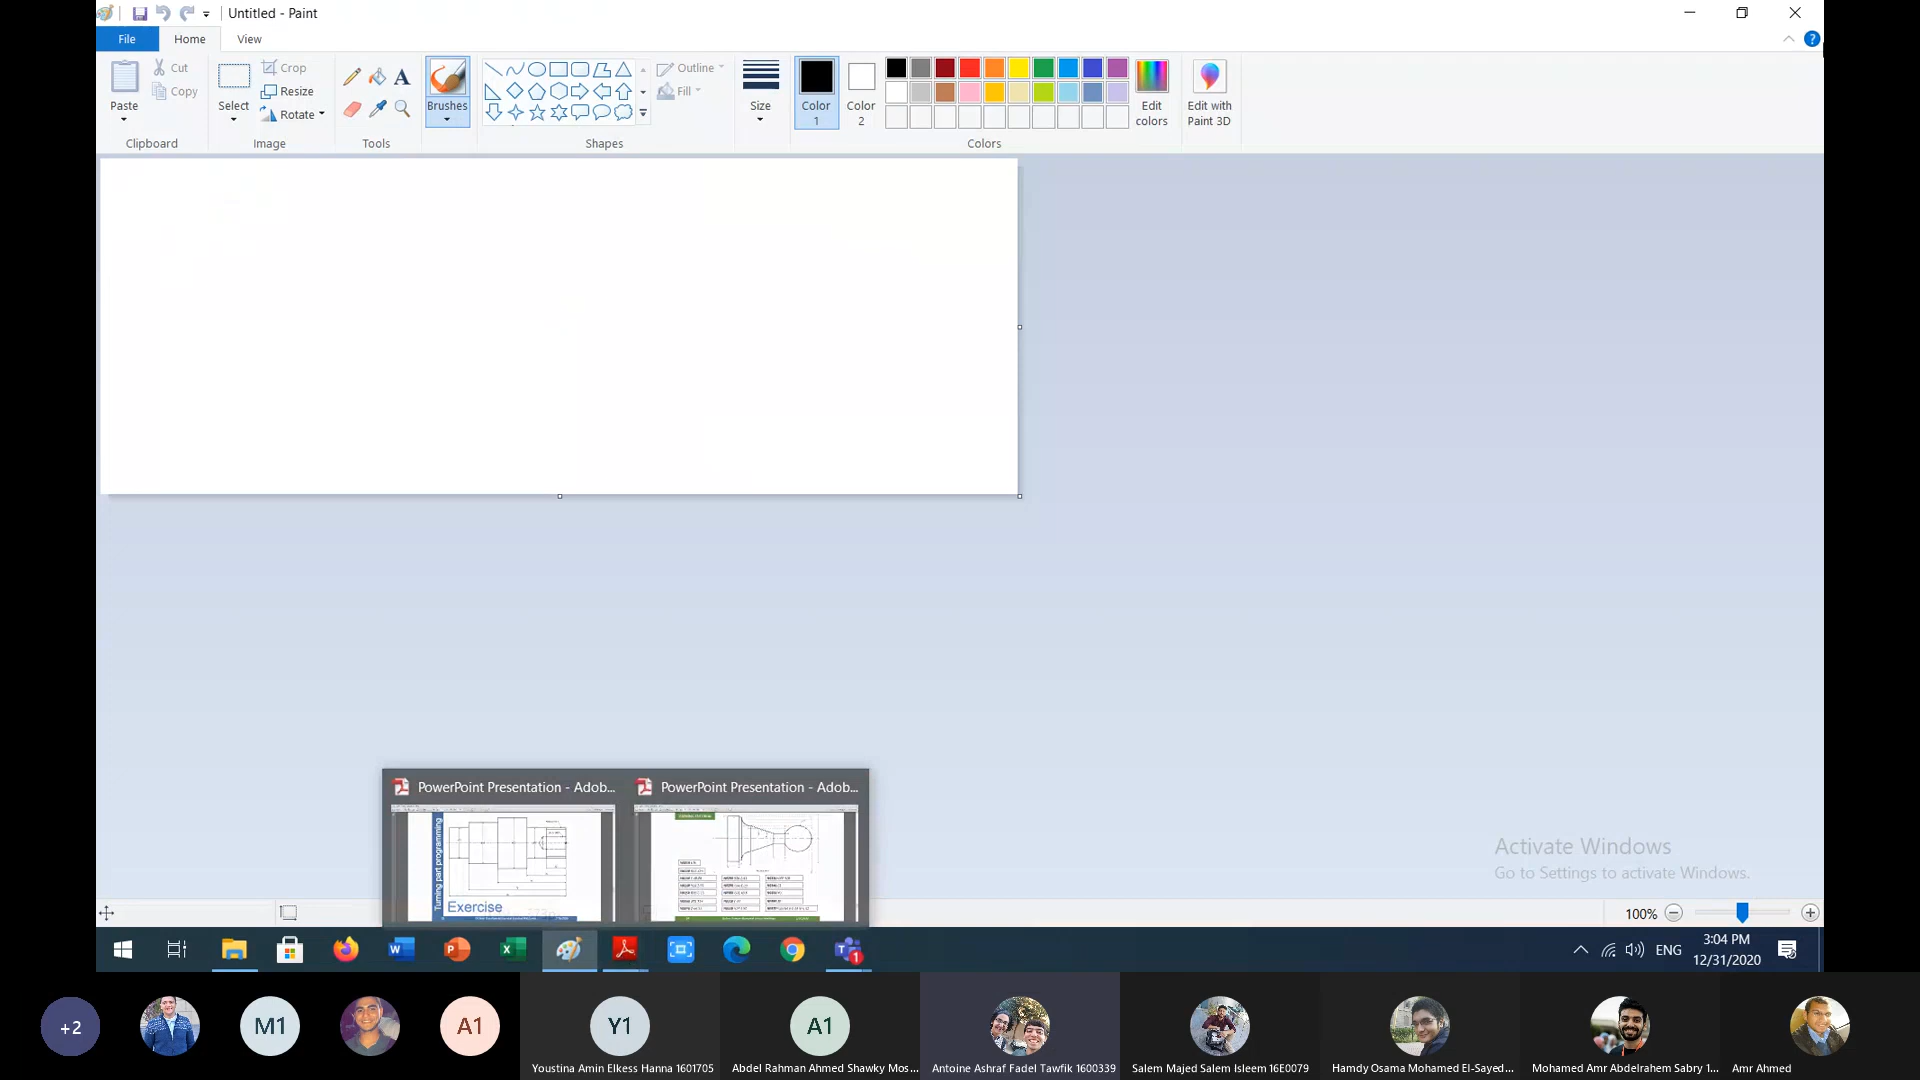 Untitled - Paint
File Home View
Paste
Cut
Copy
Clipboard
Select
Crop
Resize
Rotate
Image
Tools
Brushes
Shapes
Outline
Fill
Size
Color 1
Color 2
Colors
Edit colors
Edit with Paint 3D
PowerPoint Presentation - Adob...
PowerPoint Presentation - Adob...
Turning part programming
Exercise
Activate Windows
Go to Settings to activate Windows.
100%
ENG
3:04 PM
12/31/2020
+2
M1
A1
Y1
A1
Youstina Amin Elkess Hanna 1601705
Abdel Rahman Ahmed Shawky Mos...
Antoine Ashraf Fadel Tawfik 1600339
Salem Majed Salem Isleem 16E0079
Hamdy Osama Mohamed El-Sayed...
Mohamed Amr Abdelrahem Sabry 1...
Amr Ahmed